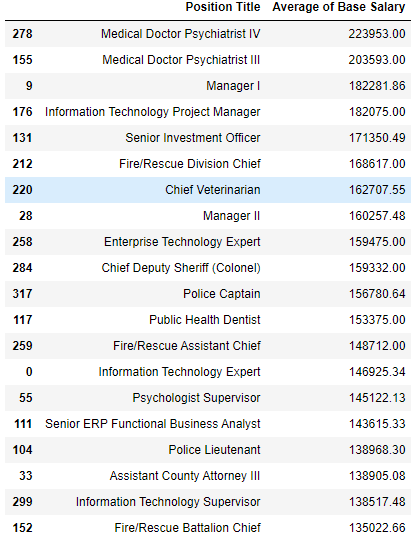 Position Title Average of Base Salary
278 Medical Doctor Psychiatrist IV 223953.00
155 Medical Doctor Psychiatrist III 203593.00
9 Manager I 182281.86
176 Information Technology Project Manager 182075.00
131 Senior Investment Officer 171350.49
212 Fire/Rescue Division Chief 168617.00
220 Chief Veterinarian 162707.55
28 Manager II 160257.48
258 Enterprise Technology Expert 159475.00
284 Chief Deputy Sheriff (Colonel) 159332.00
317 Police Captain 156780.64
117 Public Health Dentist 153375.00
259 Fire/Rescue Assistant Chief 148712.00
0 Information Technology Expert 146925.34
55 Psychologist Supervisor 145122.13
111 Senior ERP Functional Business Analyst 143615.33
104 Police Lieutenant 138968.30
33 Assistant County Attorney III 138905.08
299 Information Technology Supervisor 138517.48
152 Fire/Rescue Battalion Chief 135022.66